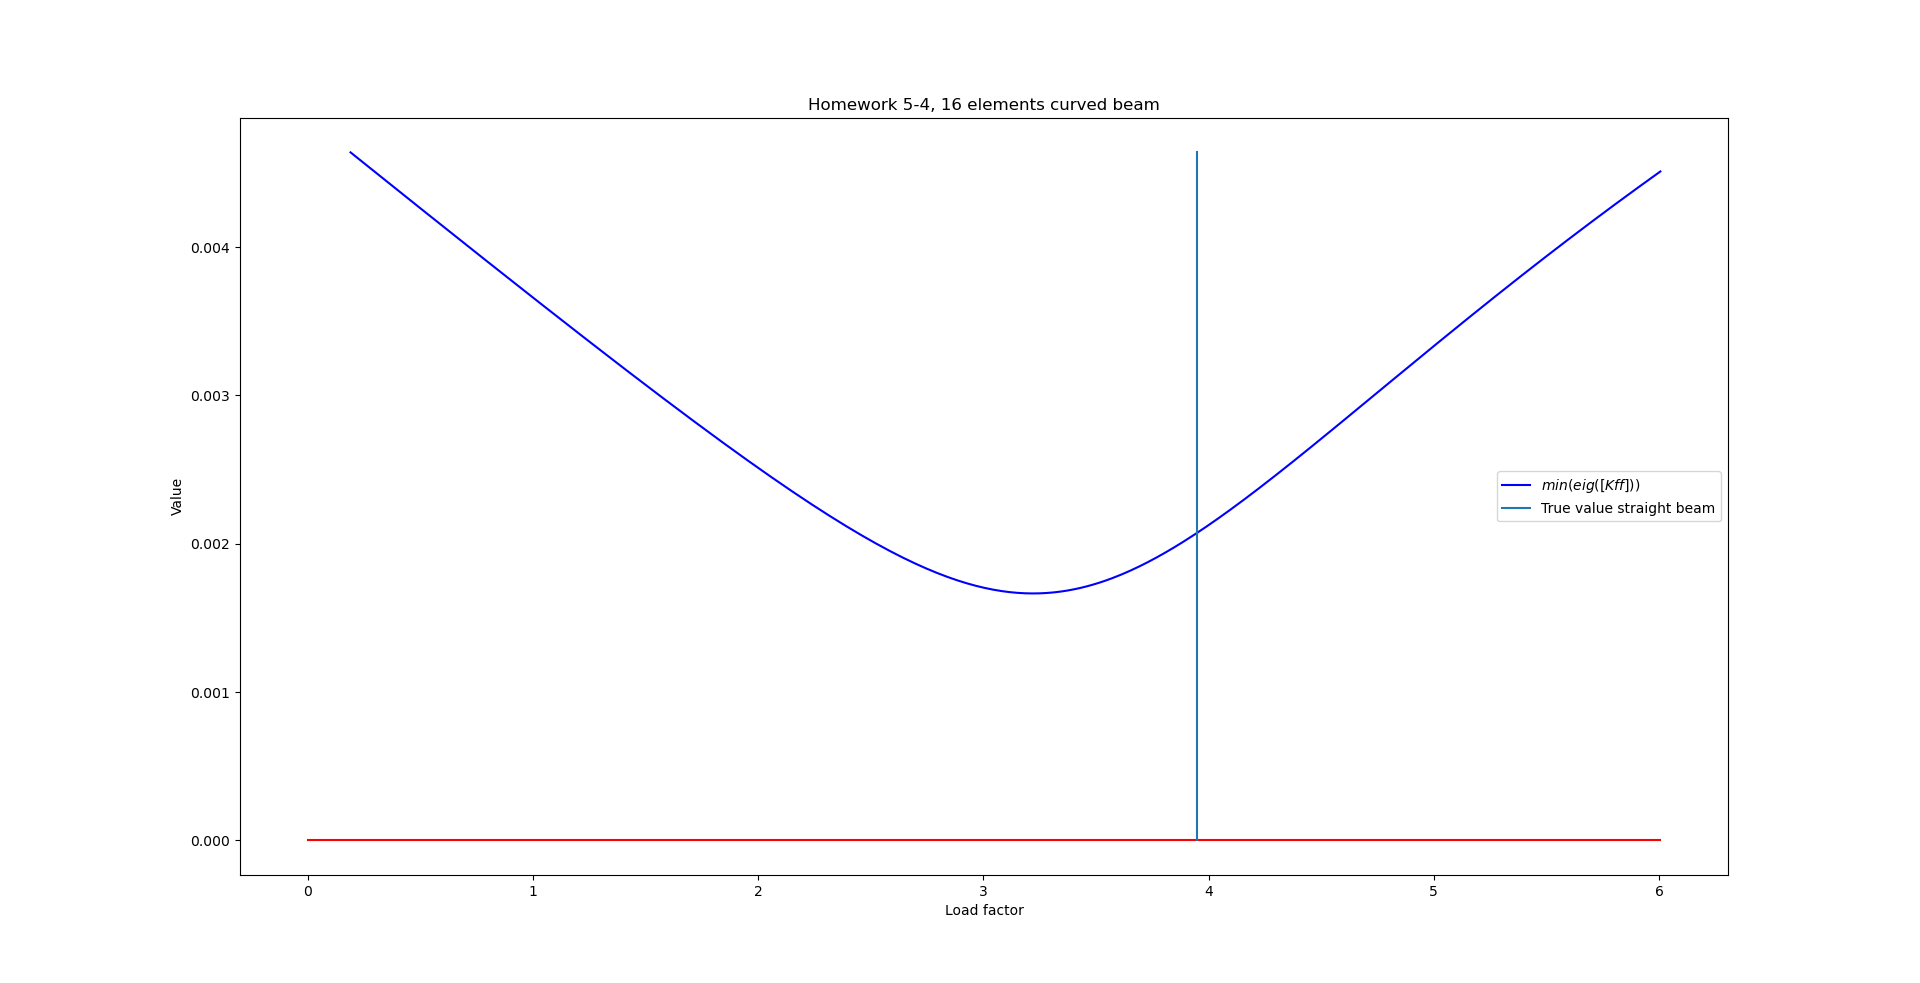 Homework 5-4, 16 elements curved beam
Value
0.004
0.003
0.002
0.001
0.000
min(eig([Kff]))
True value straight beam
0 1 2 3 4 5 6
Load factor